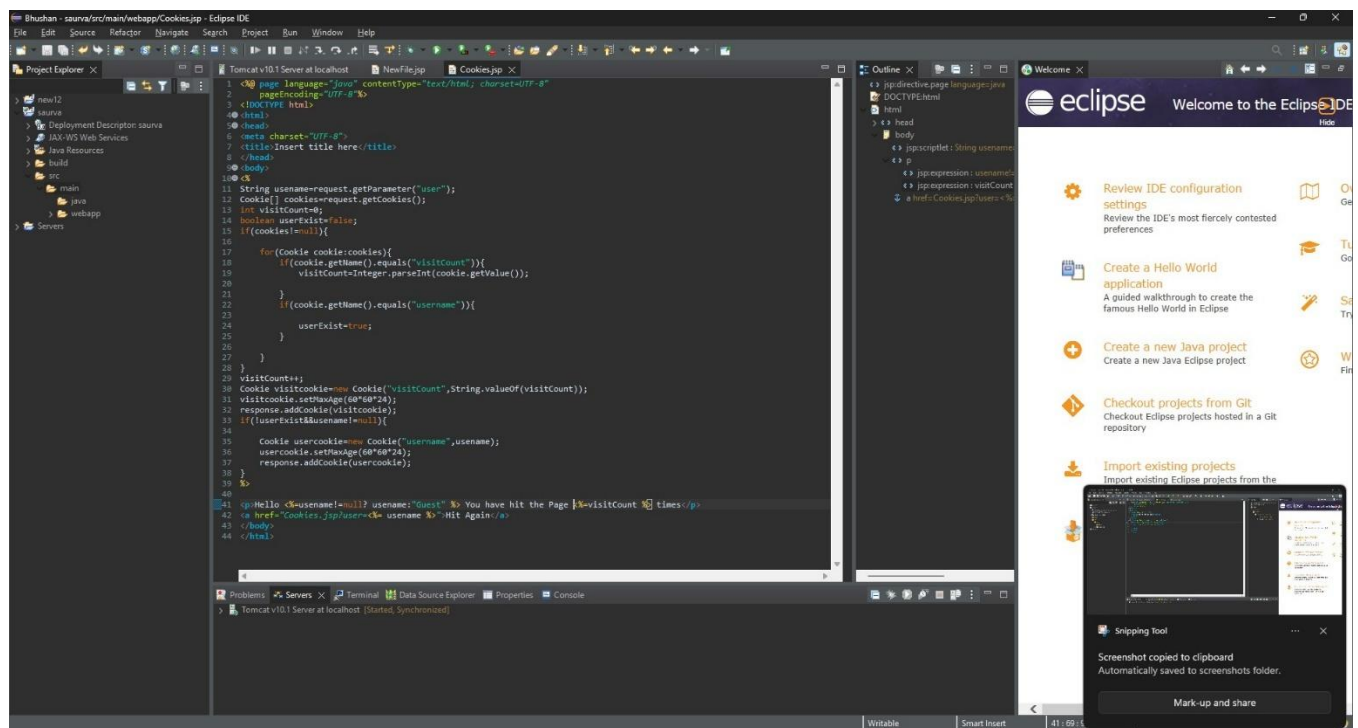 Bhushan - saurva/src/main/webapp/Cookies.jsp - Eclipse IDE
File Edit Source Refactor Navigate Search Project Run Window Help
Project Explorer
new12
saurva
Deployment Descriptor: saurva
JAX-WS Web Services
Java Resources
build
src
main
java
webapp
Servers
Tomcat v10.1 Server at localhost NewFile.jsp Cookies.jsp
1 <%@ page language="java" contentType="text/html; charset=UTF-8"
2 pageEncoding="UTF-8"%>
3 <!DOCTYPE html>
4 <html>
5 <head>
6 <meta charset="UTF-8">
7 <title>Insert title here</title>
8 </head>
9 <body>
10 <%
11 String usename=request.getParameter("user");
12 Cookie[] cookies=request.getCookies();
13 int visitCount=0;
14 boolean userExist=false;
15 if(cookies!=null){
16
17 for(Cookie cookie:cookies){
18 if(cookie.getName().equals("visitCount")){
19 visitCount=Integer.parseInt(cookie.getValue());
20
21 }
22 if(cookie.getName().equals("username")){
23
24 userExist=true;
25 }
26
27 }
28 }
29 visitCount++;
30 Cookie visitcookie=new Cookie("visitCount",String.valueOf(visitCount));
31 visitcookie.setMaxAge(60*60*24);
32 response.addCookie(visitcookie);
33 if(!userExist&&usename!=null){
34
35 Cookie usercookie=new Cookie("username",usename);
36 usercookie.setMaxAge(60*60*24);
37 response.addCookie(usercookie);
38 }
39 %>
40
41 <p>Hello <%=usename!=null? usename:"Guest" %> You have hit the Page <%=visitCount %> times</p>
42 <a href="Cookies.jsp?user=<%= usename %>">Hit Again</a>
43 </body>
44 </html>
Problems Servers Terminal Data Source Explorer Properties Console
Tomcat v10.1 Server at localhost [Started, Synchronized]
Outline
jsp:directive.page language=java
DOCTYPE:html
html
head
body
jsp:scriptlet : String usename
p
jsp:expression : usename!=
jsp:expression : visitCount
a href=Cookies.jsp?user=<%
Welcome
eclipse Welcome to the Eclipse IDE
Hide
Review IDE configuration
settings
Review the IDE's most fiercely contested
preferences
Create a Hello World
application
A guided walkthrough to create the
famous Hello World in Eclipse
Create a new Java project
Create a new Java Eclipse project
Checkout projects from Git
Checkout Eclipse projects hosted in a Git
repository
Import existing projects
Import existing Eclipse projects from the
Ov
Ge
Tu
Go
Sa
Try
W
Fin
Snipping Tool
Screenshot copied to clipboard
Automatically saved to screenshots folder.
Mark-up and share
Writable Smart Insert 41 : 69 :